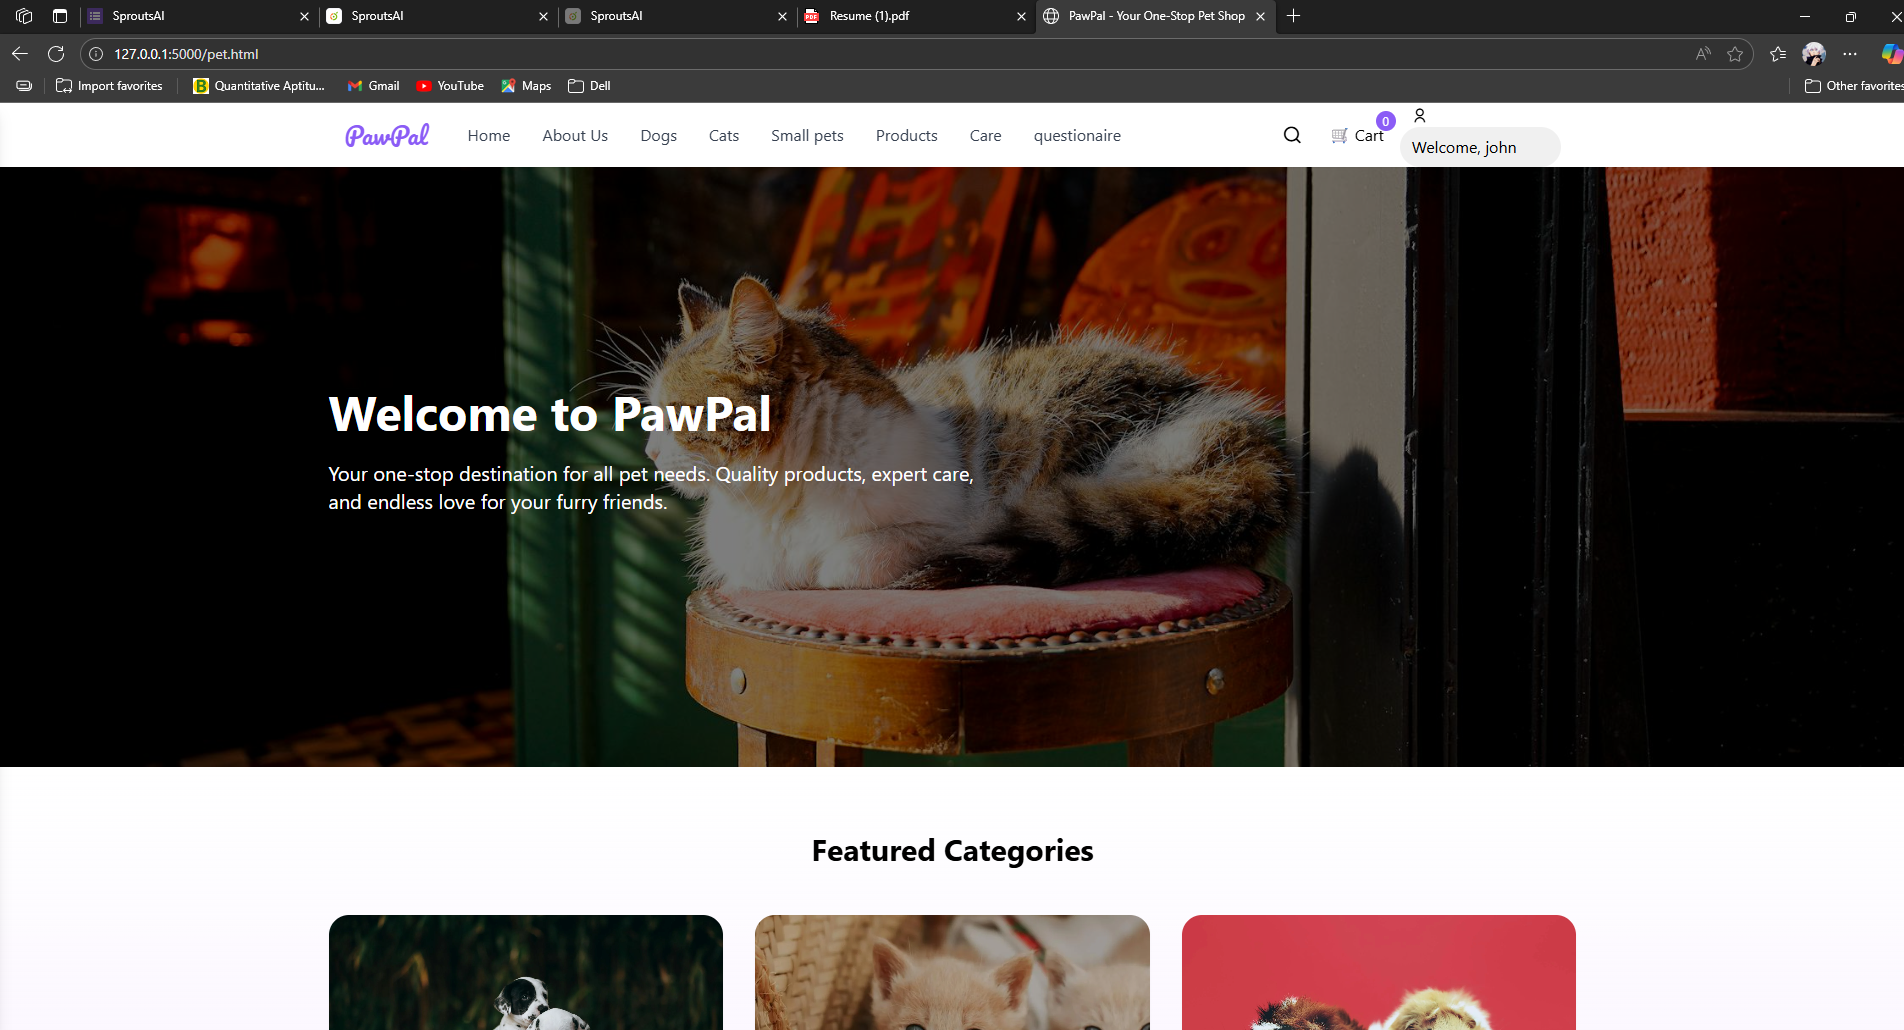 SproutsAI
SproutsAI
SproutsAI
PDF
Resume (1).pdf
PawPal - Your One-Stop Pet Shop
127.0.0.1:5000/pet.html
Import favorites
B
Quantitative Aptitu...
Gmail
YouTube
Maps
Dell
Other favorites
PawPal
Home
About Us
Dogs
Cats
Small pets
Products
Care
questionaire
Cart
0
Welcome, john
Welcome to PawPal
Your one-stop destination for all pet needs. Quality products, expert care,
and endless love for your furry friends.
Featured Categories